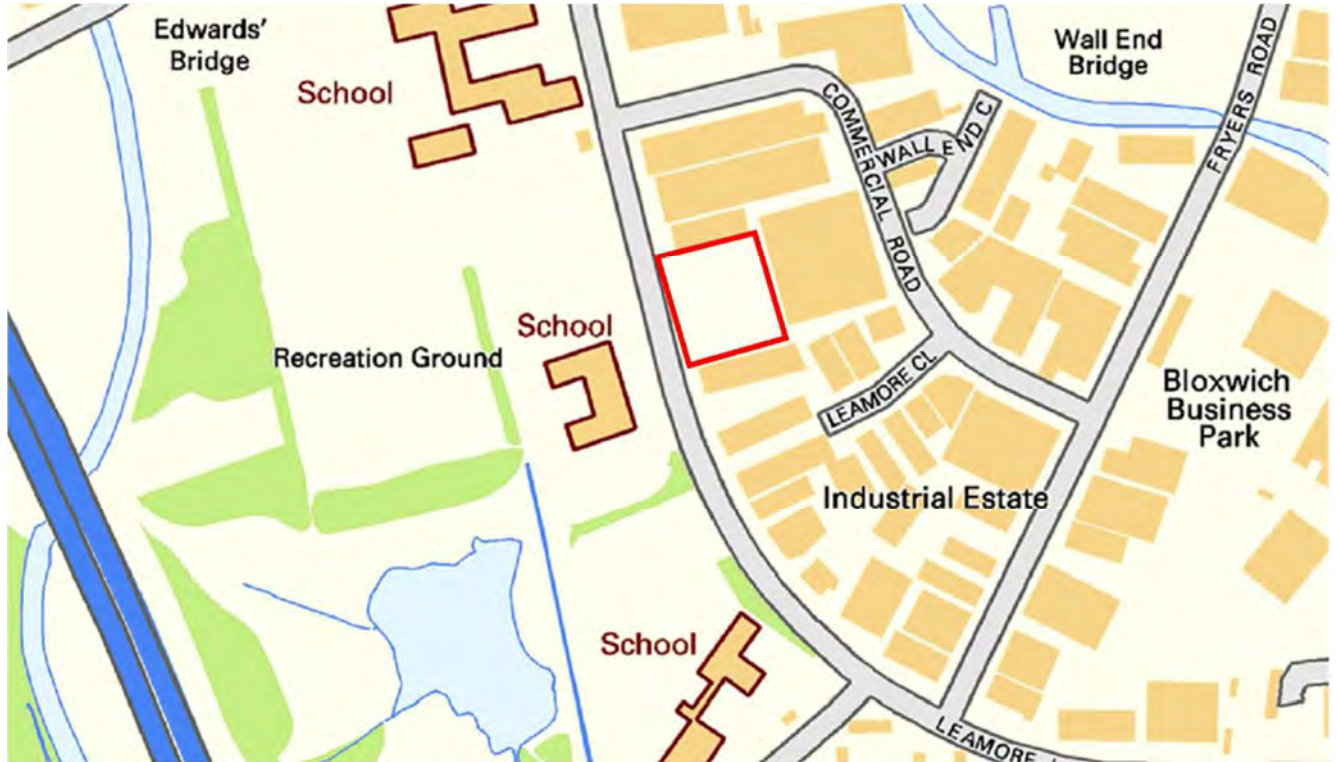 Edwards'
Bridge
School
Wall End
Bridge
FRYERS ROAD
COMMERCIAL ROAD
WALL END C
School
Recreation Ground
LEAMORE CL
Bloxwich
Business
Park
Industrial Estate
School
LEAMORE